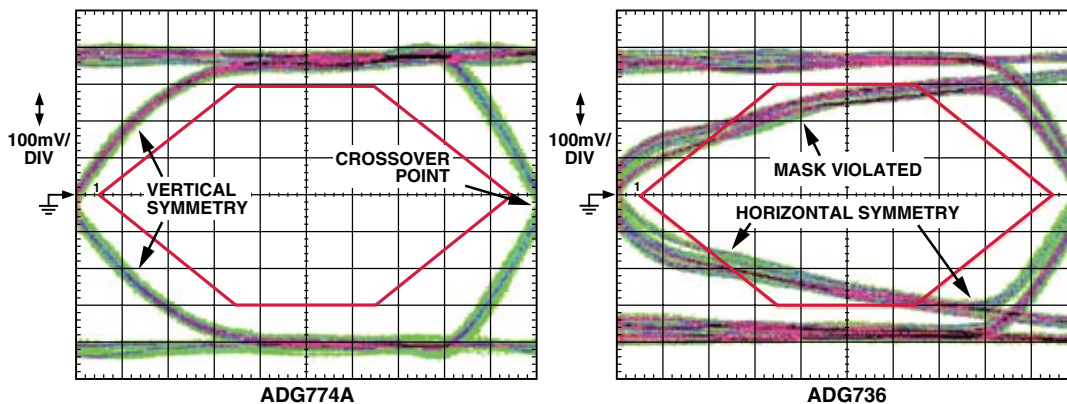 100mV/
DIV
1
VERTICAL
SYMMETRY
CROSSOVER
POINT
ADG774A
100mV/
DIV
1
MASK VIOLATED
HORIZONTAL SYMMETRY
ADG736